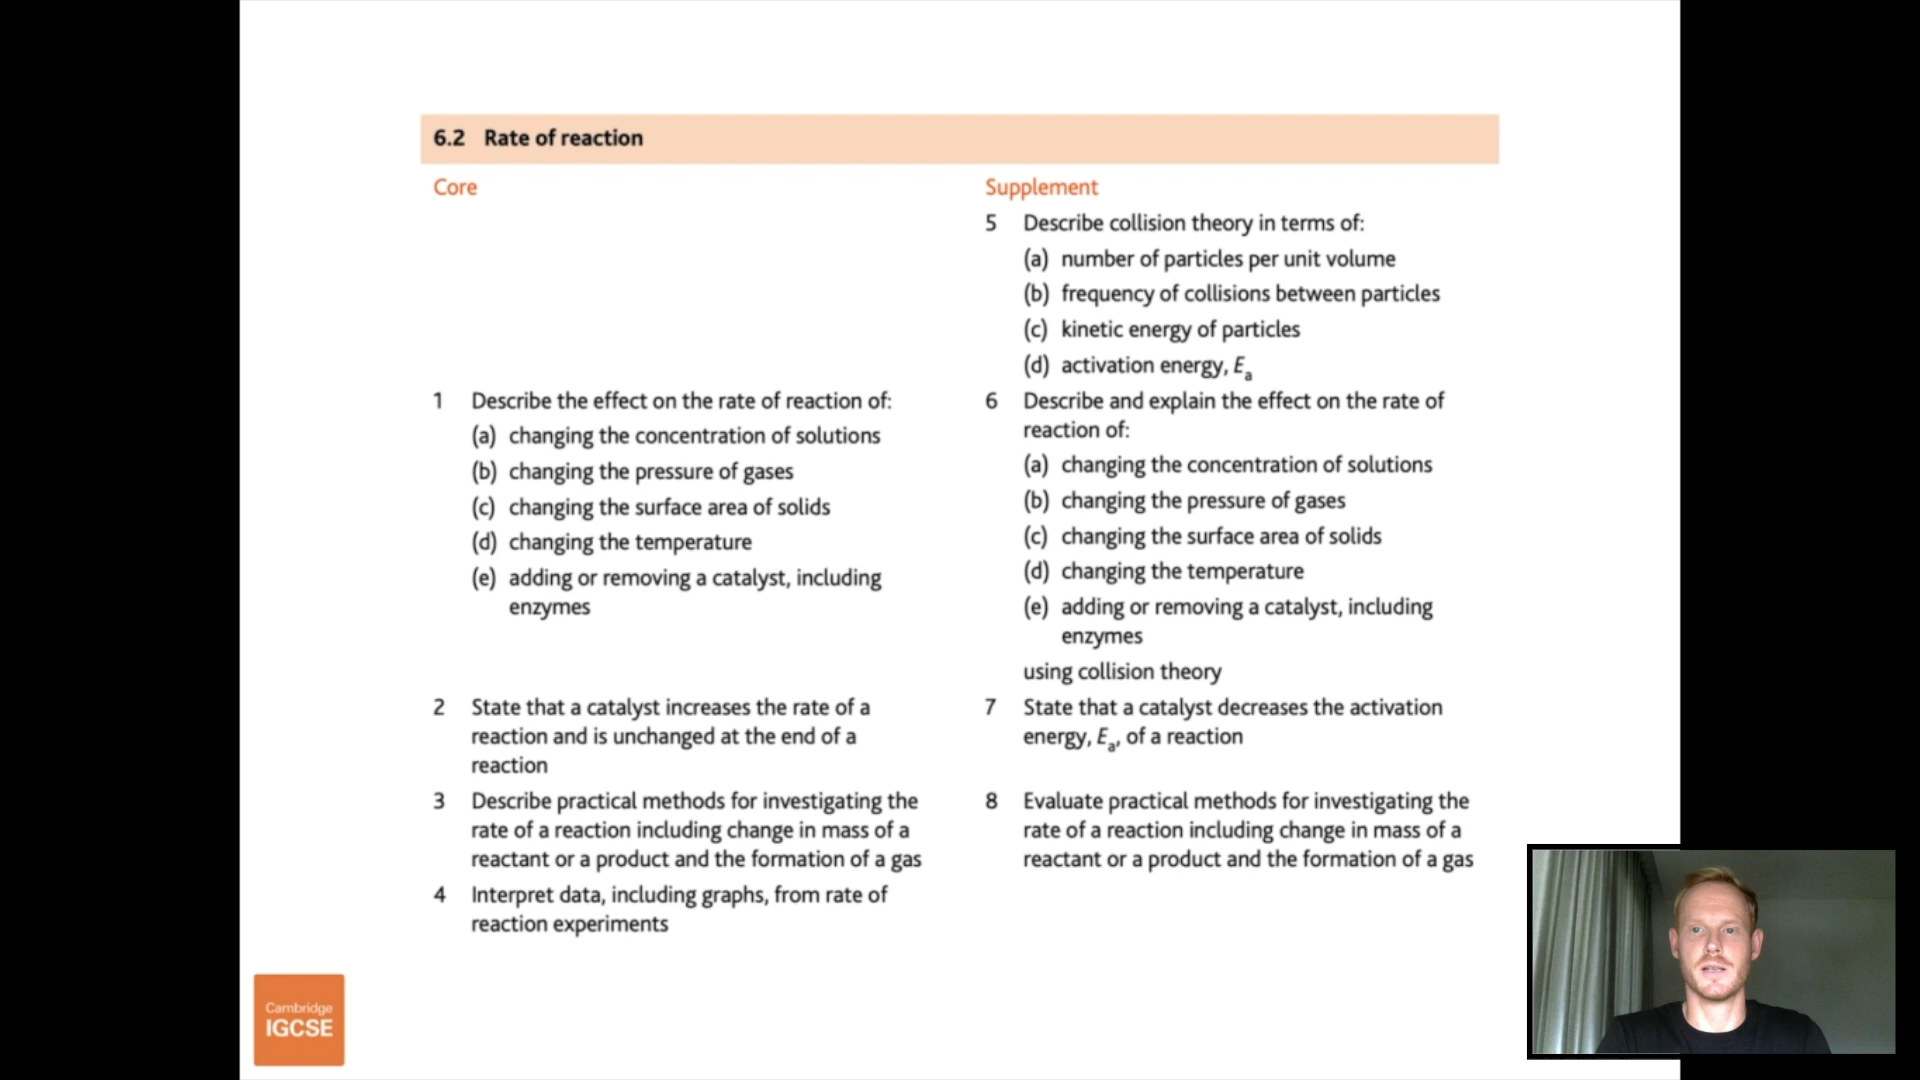 6.2 Rate of reaction
Core
1 Describe the effect on the rate of reaction of:
(a) changing the concentration of solutions
(b) changing the pressure of gases
(c) changing the surface area of solids
(d) changing the temperature
(e) adding or removing a catalyst, including
enzymes
2 State that a catalyst increases the rate of a
reaction and is unchanged at the end of a
reaction
3 Describe practical methods for investigating the
rate of a reaction including change in mass of a
reactant or a product and the formation of a gas
4 Interpret data, including graphs, from rate of
reaction experiments
Supplement
5 Describe collision theory in terms of:
(a) number of particles per unit volume
(b) frequency of collisions between particles
(c) kinetic energy of particles
(d) activation energy, Eₐ
6 Describe and explain the effect on the rate of
reaction of:
(a) changing the concentration of solutions
(b) changing the pressure of gases
(c) changing the surface area of solids
(d) changing the temperature
(e) adding or removing a catalyst, including
enzymes
using collision theory
7 State that a catalyst decreases the activation
energy, Eₐ, of a reaction
8 Evaluate practical methods for investigating the
rate of a reaction including change in mass of a
reactant or a product and the formation of a gas
Cambridge
IGCSE